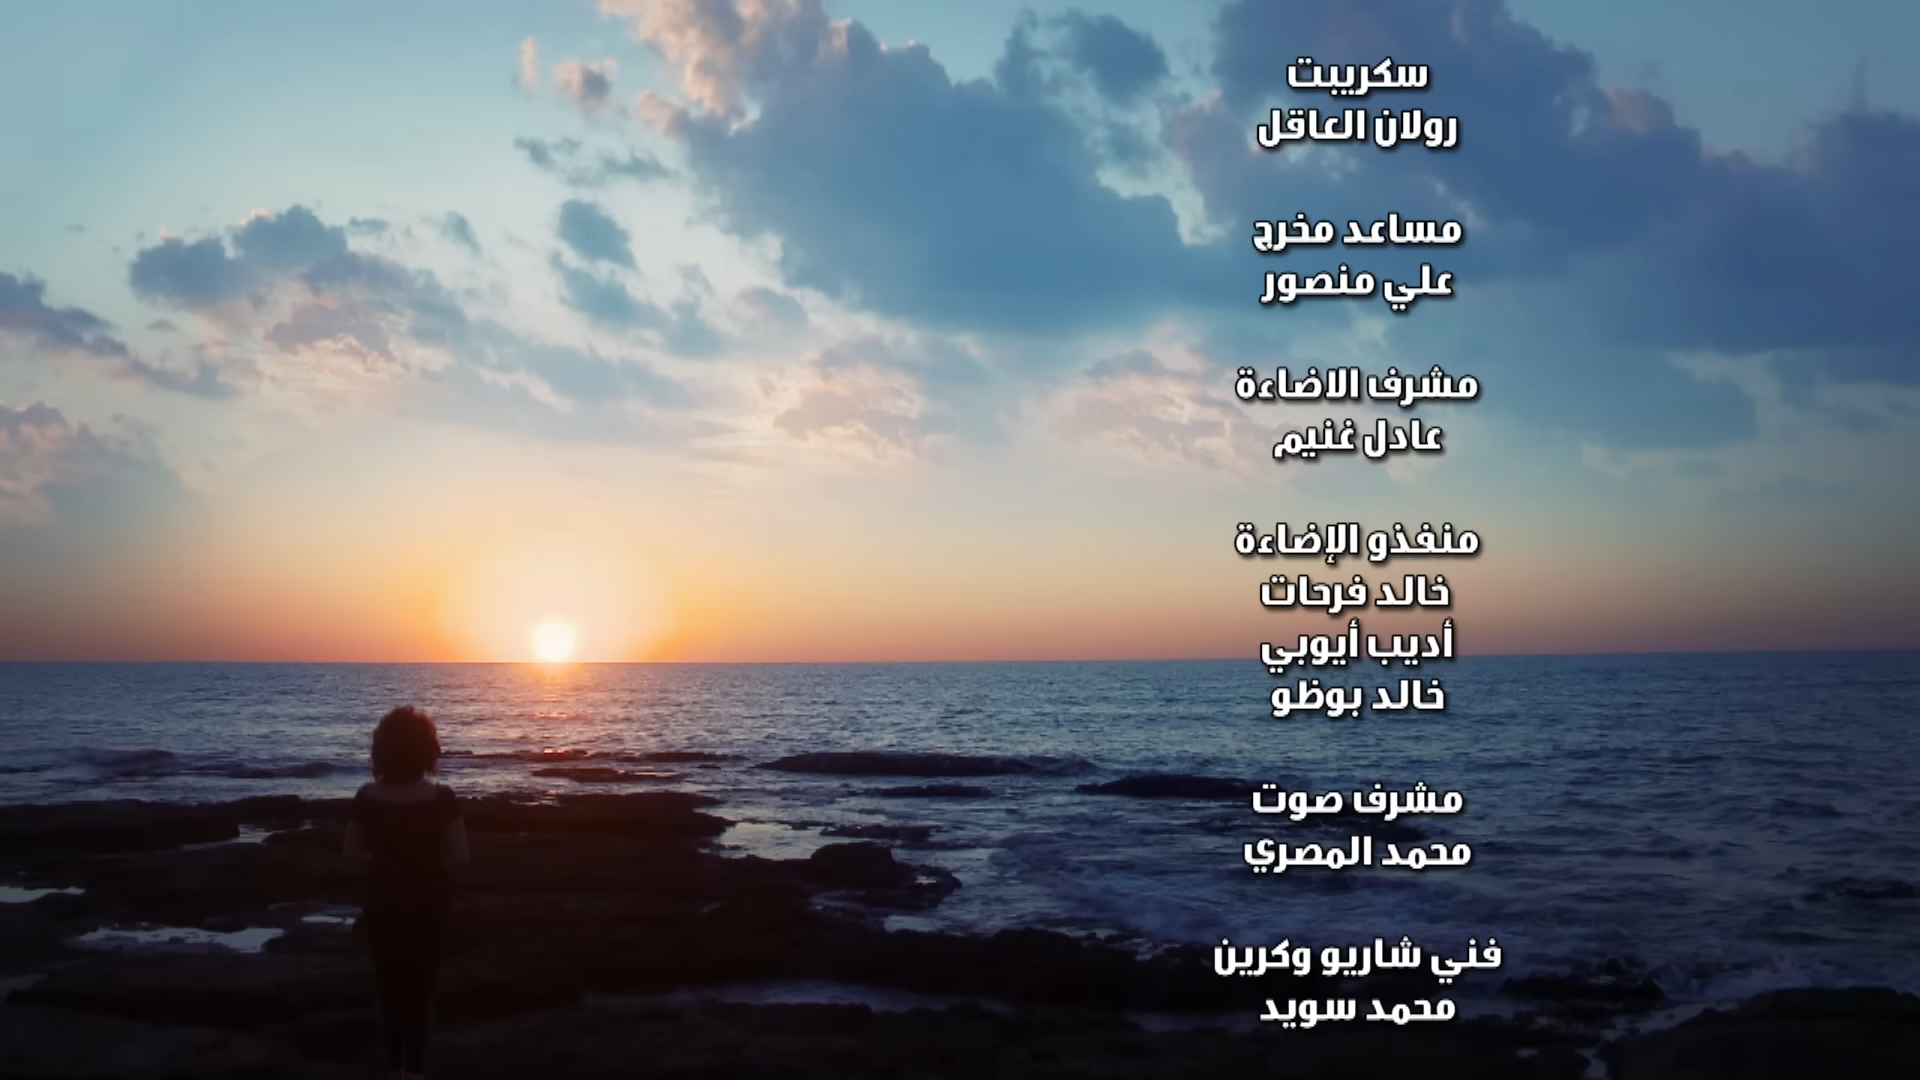 سكريبت
رولان العاقل
مساعد مخرج
علي منصور
مشرف الاضاءة
عادل غنيم
منفذو الإضاءة
خالد فرحات
أديب أيوبي
خالد بوظو
مشرف صوت
محمد المصري
فني شاريو وكرين
محمد سويد